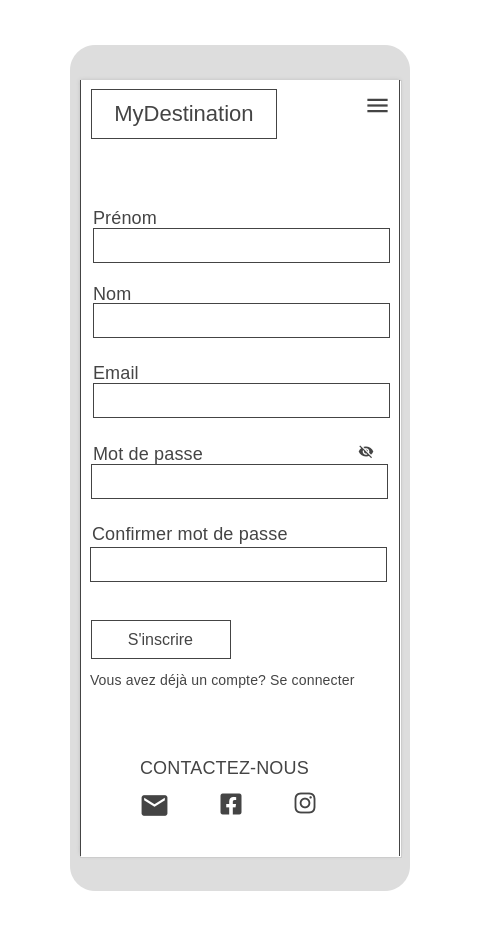 MyDestination
Prénom
Nom
Email
Mot de passe
Confirmer mot de passe
S'inscrire
Vous avez déjà un compte? Se connecter
CONTACTEZ-NOUS